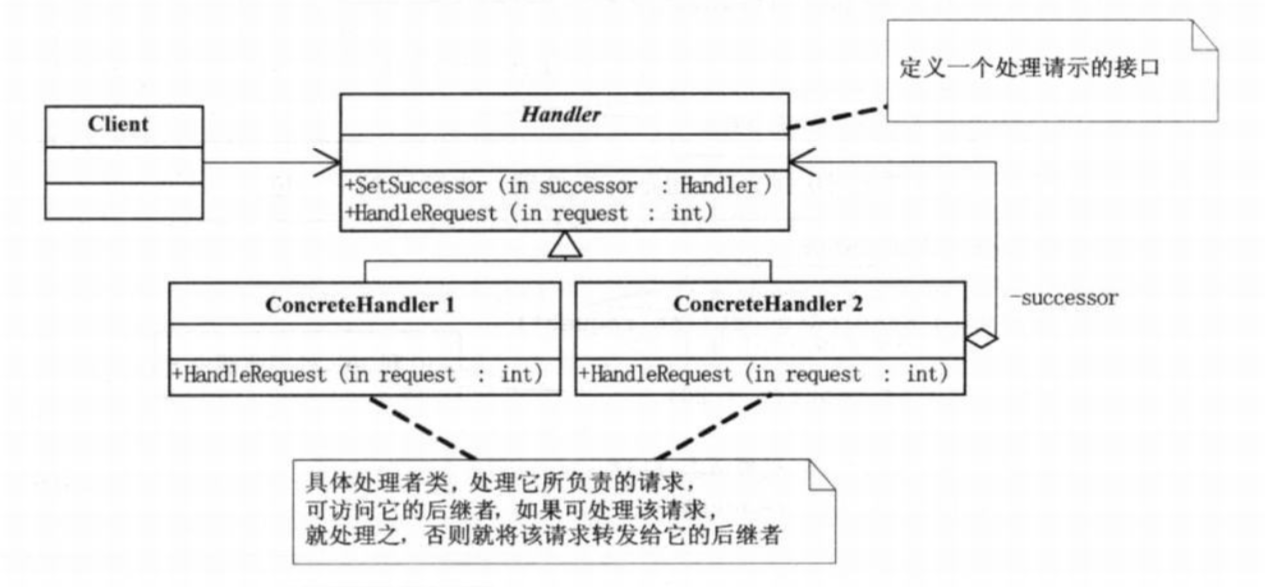 定义一个处理请示的接口
Client
Handler
+SetSuccessor (in successor : Handler)
+HandleRequest (in request : int)
ConcreteHandler 1
ConcreteHandler 2
-successor
+HandleRequest (in request : int)
+HandleRequest (in request : int)
具体处理者类，处理它所负责的请求，
可访问它的后继者，如果可处理该请求，
就处理之，否则就将该请求转发给它的后继者